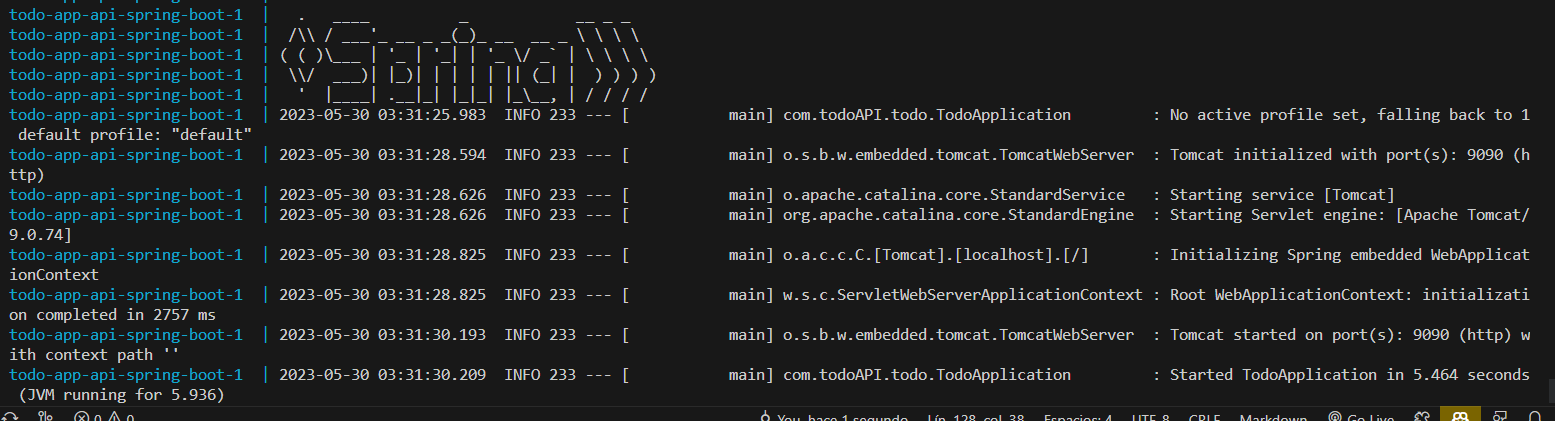 todo-app-api-spring-boot-1  |   .   ____          _            __ _ _
todo-app-api-spring-boot-1  |  /\\ / ___'_ __ _ _(_)_ __  __ _ \ \ \ \
todo-app-api-spring-boot-1  | ( ( )\___ | '_ | '_| | '_ \/ _` | \ \ \ \
todo-app-api-spring-boot-1  |  \\/  ___)| |_)| | | | | || (_| |  ) ) ) )
todo-app-api-spring-boot-1  |   '  |____| .__|_| |_|_| |_\__, | / / / /
todo-app-api-spring-boot-1  | 2023-05-30 03:31:25.983  INFO 233 --- [           main] com.todoAPI.todo.TodoApplication         : No active profile set, falling back to 1
 default profile: "default"
todo-app-api-spring-boot-1  | 2023-05-30 03:31:28.594  INFO 233 --- [           main] o.s.b.w.embedded.tomcat.TomcatWebServer  : Tomcat initialized with port(s): 9090 (h
ttp)
todo-app-api-spring-boot-1  | 2023-05-30 03:31:28.626  INFO 233 --- [           main] o.apache.catalina.core.StandardService   : Starting service [Tomcat]
todo-app-api-spring-boot-1  | 2023-05-30 03:31:28.626  INFO 233 --- [           main] org.apache.catalina.core.StandardEngine  : Starting Servlet engine: [Apache Tomcat/
9.0.74]
todo-app-api-spring-boot-1  | 2023-05-30 03:31:28.825  INFO 233 --- [           main] o.a.c.c.C.[Tomcat].[localhost].[/]       : Initializing Spring embedded WebApplicat
ionContext
todo-app-api-spring-boot-1  | 2023-05-30 03:31:28.825  INFO 233 --- [           main] w.s.c.ServletWebServerApplicationContext : Root WebApplicationContext: initializati
on completed in 2757 ms
todo-app-api-spring-boot-1  | 2023-05-30 03:31:30.193  INFO 233 --- [           main] o.s.b.w.embedded.tomcat.TomcatWebServer  : Tomcat started on port(s): 9090 (http) w
ith context path ''
todo-app-api-spring-boot-1  | 2023-05-30 03:31:30.209  INFO 233 --- [           main] com.todoAPI.todo.TodoApplication         : Started TodoApplication in 5.464 seconds
 (JVM running for 5.936)
0 0 You, hace 1 segundo Lín. 128, col. 38 Espacios: 4 UTF-8 CRLF Markdown Go Live